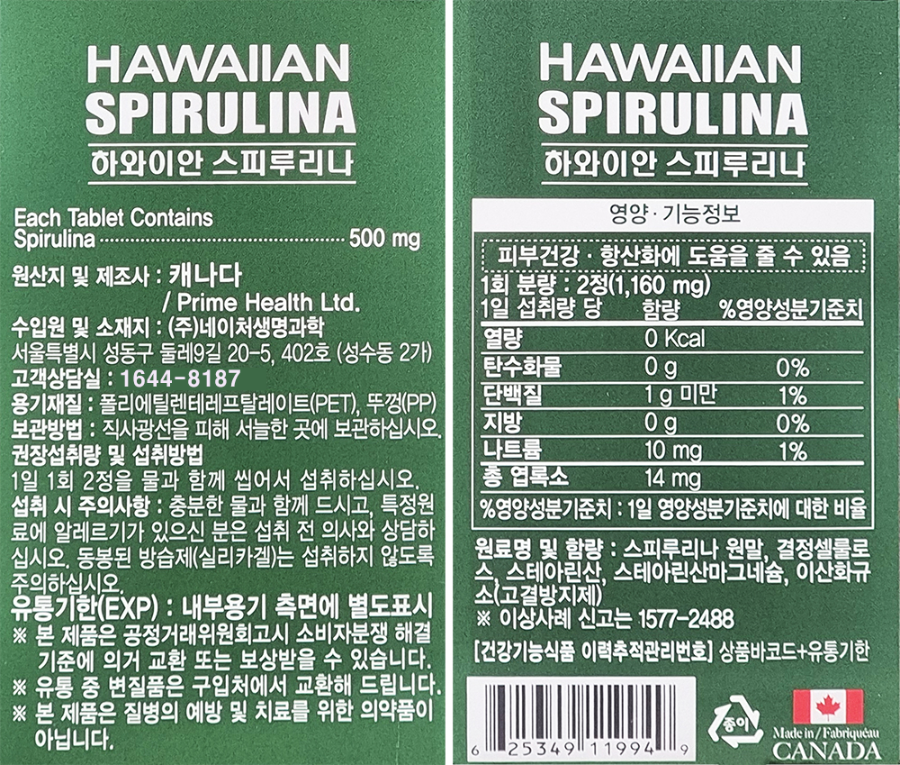 HAWAIIAN
SPIRULINA
하와이안 스피루리나
Each Tablet Contains
Spirulina 500 mg
원산지 및 제조사 : 캐나다
/ Prime Health Ltd.
수입원 및 소재지 : (주)네이처생명과학
서울특별시 성동구 둘레9길 20-5, 402호 (성수동 2가)
고객상담실 : 1644-8187
용기재질 : 폴리에틸렌테레프탈레이트(PET), 뚜껑(PP)
보관방법 : 직사광선을 피해 서늘한 곳에 보관하십시오.
권장섭취량 및 섭취방법
1일 1회 2정을 물과 함께 씹어서 섭취하십시오.
섭취 시 주의사항 : 충분한 물과 함께 드시고, 특정원
료에 알레르기가 있으신 분은 섭취 전 의사와 상담하
십시오. 동봉된 방습제(실리카겔)는 섭취하지 않도록
주의하십시오.
유통기한(EXP) : 내부용기 측면에 별도표시
※ 본 제품은 공정거래위원회고시 소비자분쟁 해결
기준에 의거 교환 또는 보상받을 수 있습니다.
※ 유통 중 변질품은 구입처에서 교환해 드립니다.
※ 본 제품은 질병의 예방 및 치료를 위한 의약품이
아닙니다.
HAWAIIAN
SPIRULINA
하와이안 스피루리나
영양·기능정보
피부건강 · 항산화에 도움을 줄 수 있음
1회 분량 : 2정(1,160 mg)
1일 섭취량 당 함량 %영양성분기준치
열량 0 Kcal
탄수화물 0 g 0%
단백질 1 g 미만 1%
지방 0 g 0%
나트륨 10 mg 1%
총 엽록소 14 mg
%영양성분기준치 : 1일 영양성분기준치에 대한 비율
원료명 및 함량 : 스피루리나 원말, 결정셀룰로
스, 스테아린산, 스테아린산마그네슘, 이산화규
소(고결방지제)
※ 이상사례 신고는 1577-2488
[건강기능식품 이력추적관리번호] 상품바코드+유통기한
6 25349 11994 9
종이
Made in / Fabriquéau
CANADA